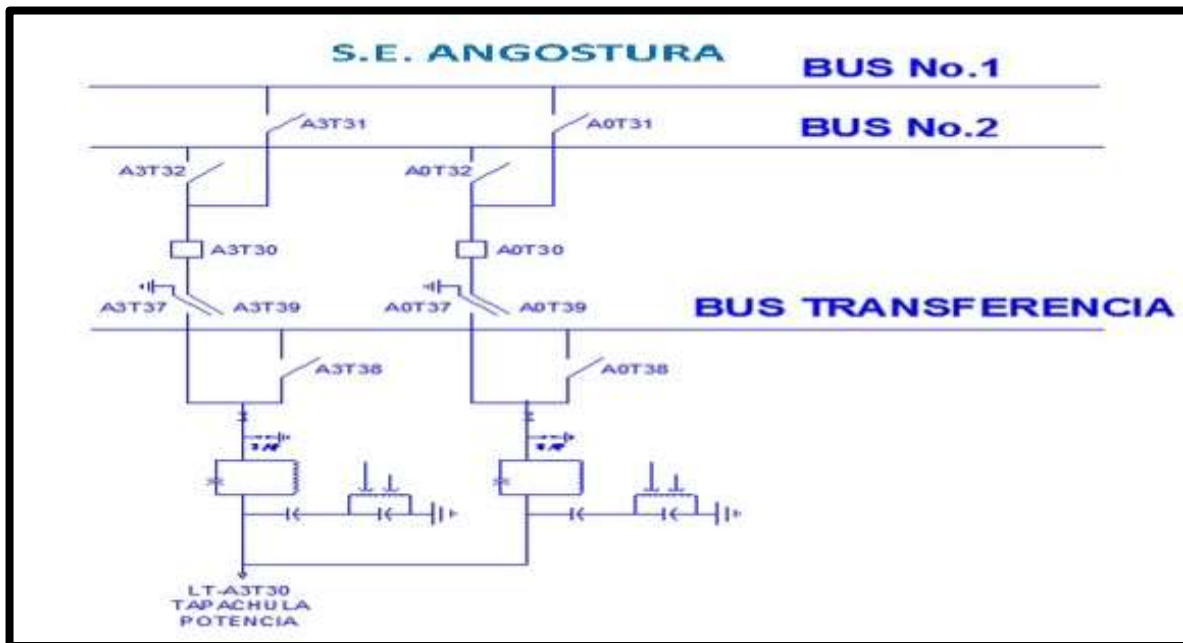 S.E. ANGOSTURA
BUS No.1
A3T31
A0T31
BUS No.2
A3T32
A0T32
A3T30
A0T30
A3T37
A3T39
A0T37
A0T39
BUS TRANSFERENCIA
A3T38
A0T38
LT-A3T30
TAPACHULA
POTENCIA